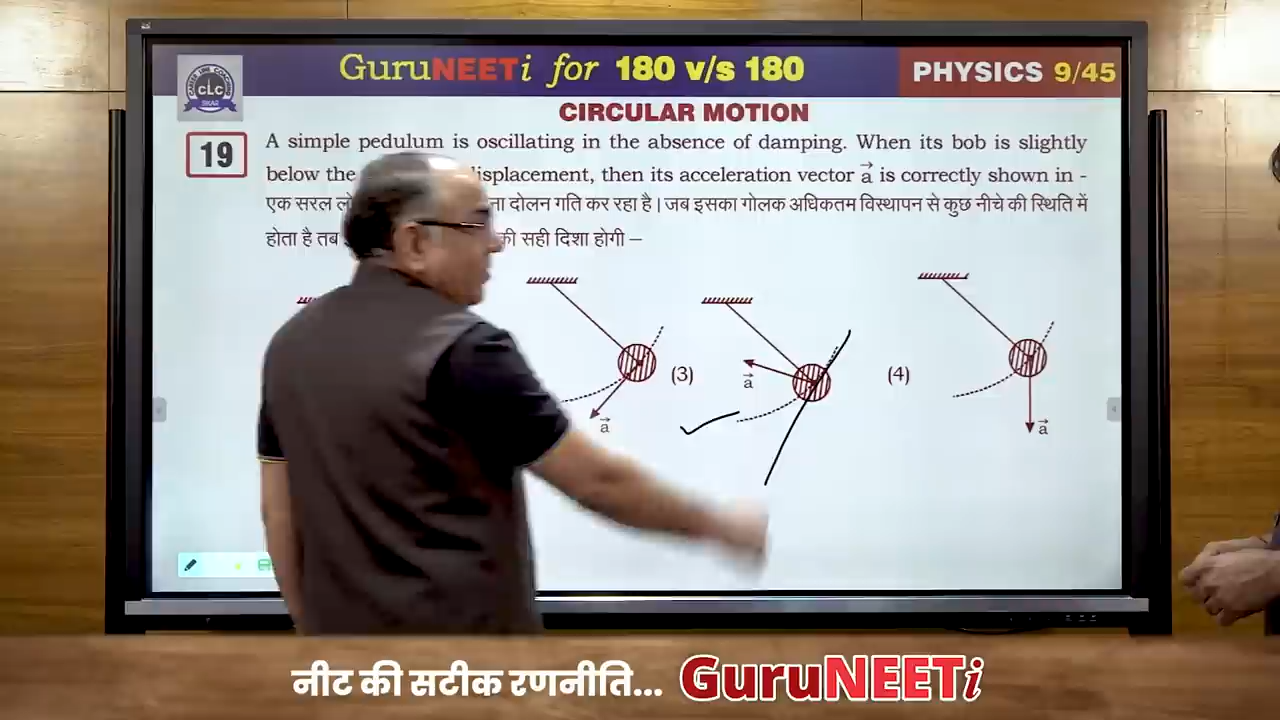 GuruNEETi for 180 v/s 180
PHYSICS 9/45
cLc
CIRCULAR MOTION
19
A simple pedulum is oscillating in the absence of damping. When its bob is slightly
below the displacement, then its acceleration vector a⃗ is correctly shown in -
एक सरल दोलन गति कर रहा है। जब इसका गोलक अधिकतम विस्थापन से कुछ नीचे की स्थिति में
होता है तब की सही दिशा होगी –
a⃗
(3)
a⃗
(4)
a⃗
नीट की सटीक रणनीति... GuruNEETi